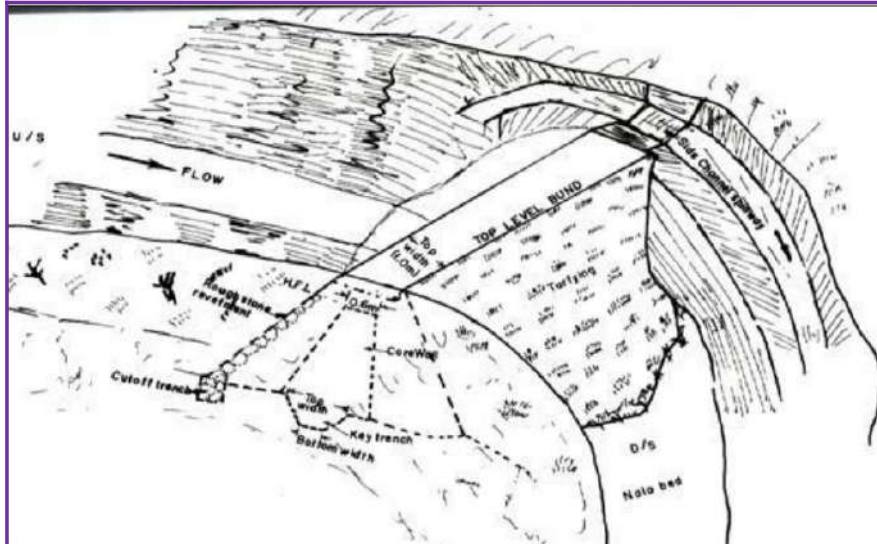 U/S
FLOW
Side Channel Spillway
TOP LEVEL BUND
Top
width
(1.0m)
Turfying
H.F.L
Rough stone
revetment
0.6m
Core Wall
Cutoff trench
Top
width
Key trench
Bottom width
D/S
Nala bed